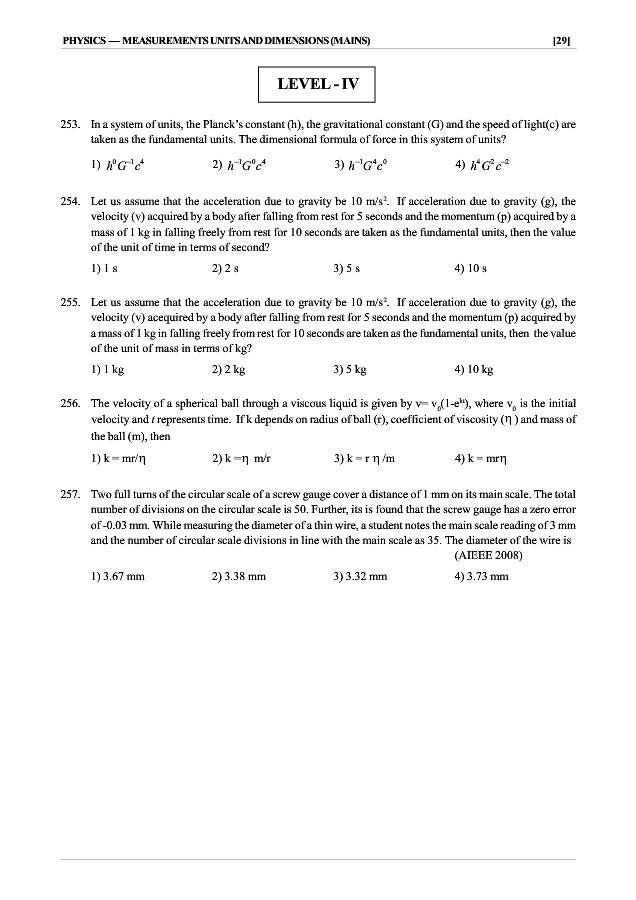 PHYSICS — MEASUREMENTS UNITS AND DIMENSIONS (MAINS) [29]
LEVEL - IV
253. In a system of units, the Planck's constant (h), the gravitational constant (G) and the speed of light(c) are
taken as the fundamental units. The dimensional formula of force in this system of units?
1) h⁰G⁻¹c⁴ 2) h⁻¹G⁰c⁴ 3) h⁻¹G⁴c⁰ 4) h⁴G²c⁻²
254. Let us assume that the acceleration due to gravity be 10 m/s². If acceleration due to gravity (g), the
velocity (v) acquired by a body after falling from rest for 5 seconds and the momentum (p) acquired by a
mass of 1 kg in falling freely from rest for 10 seconds are taken as the fundamental units, then the value
of the unit of time in terms of second?
1) 1 s 2) 2 s 3) 5 s 4) 10 s
255. Let us assume that the acceleration due to gravity be 10 m/s². If acceleration due to gravity (g), the
velocity (v) acequired by a body after falling from rest for 5 seconds and the momentum (p) acquired by
a mass of 1 kg in falling freely from rest for 10 seconds are taken as the fundamental units, then the value
of the unit of mass in terms of kg?
1) 1 kg 2) 2 kg 3) 5 kg 4) 10 kg
256. The velocity of a spherical ball through a viscous liquid is given by v= v₀(1-eᵏᵗ), where v₀ is the initial
velocity and t represents time. If k depends on radius of ball (r), coefficient of viscosity (η ) and mass of
the ball (m), then
1) k = mr/η 2) k =η m/r 3) k = r η /m 4) k = mrη
257. Two full turns of the circular scale of a screw gauge cover a distance of 1 mm on its main scale. The total
number of divisions on the circular scale is 50. Further, its is found that the screw gauge has a zero error
of -0.03 mm. While measuring the diameter of a thin wire, a student notes the main scale reading of 3 mm
and the number of circular scale divisions in line with the main scale as 35. The diameter of the wire is
(AIEEE 2008)
1) 3.67 mm 2) 3.38 mm 3) 3.32 mm 4) 3.73 mm